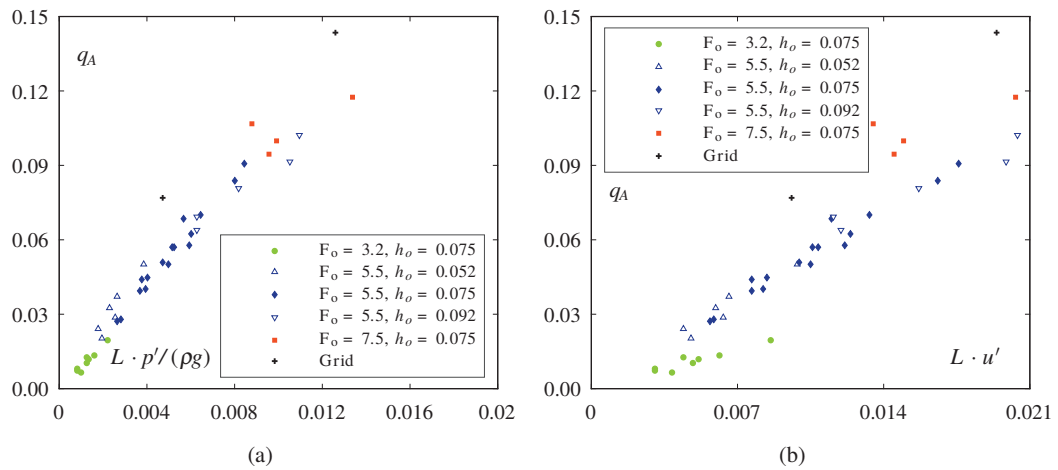 0.15
q_A
0.12
0.09
0.06
0.03
0.00
F_o = 3.2, h_o = 0.075
F_o = 5.5, h_o = 0.052
F_o = 5.5, h_o = 0.075
F_o = 5.5, h_o = 0.092
F_o = 7.5, h_o = 0.075
Grid
L · p′/(ρg)
0 0.004 0.008 0.012 0.016 0.02
(a)
0.15
0.12
0.09
0.06
0.03
0.00
F_o = 3.2, h_o = 0.075
F_o = 5.5, h_o = 0.052
F_o = 5.5, h_o = 0.075
F_o = 5.5, h_o = 0.092
F_o = 7.5, h_o = 0.075
Grid
q_A
L · u′
0 0.007 0.014 0.021
(b)